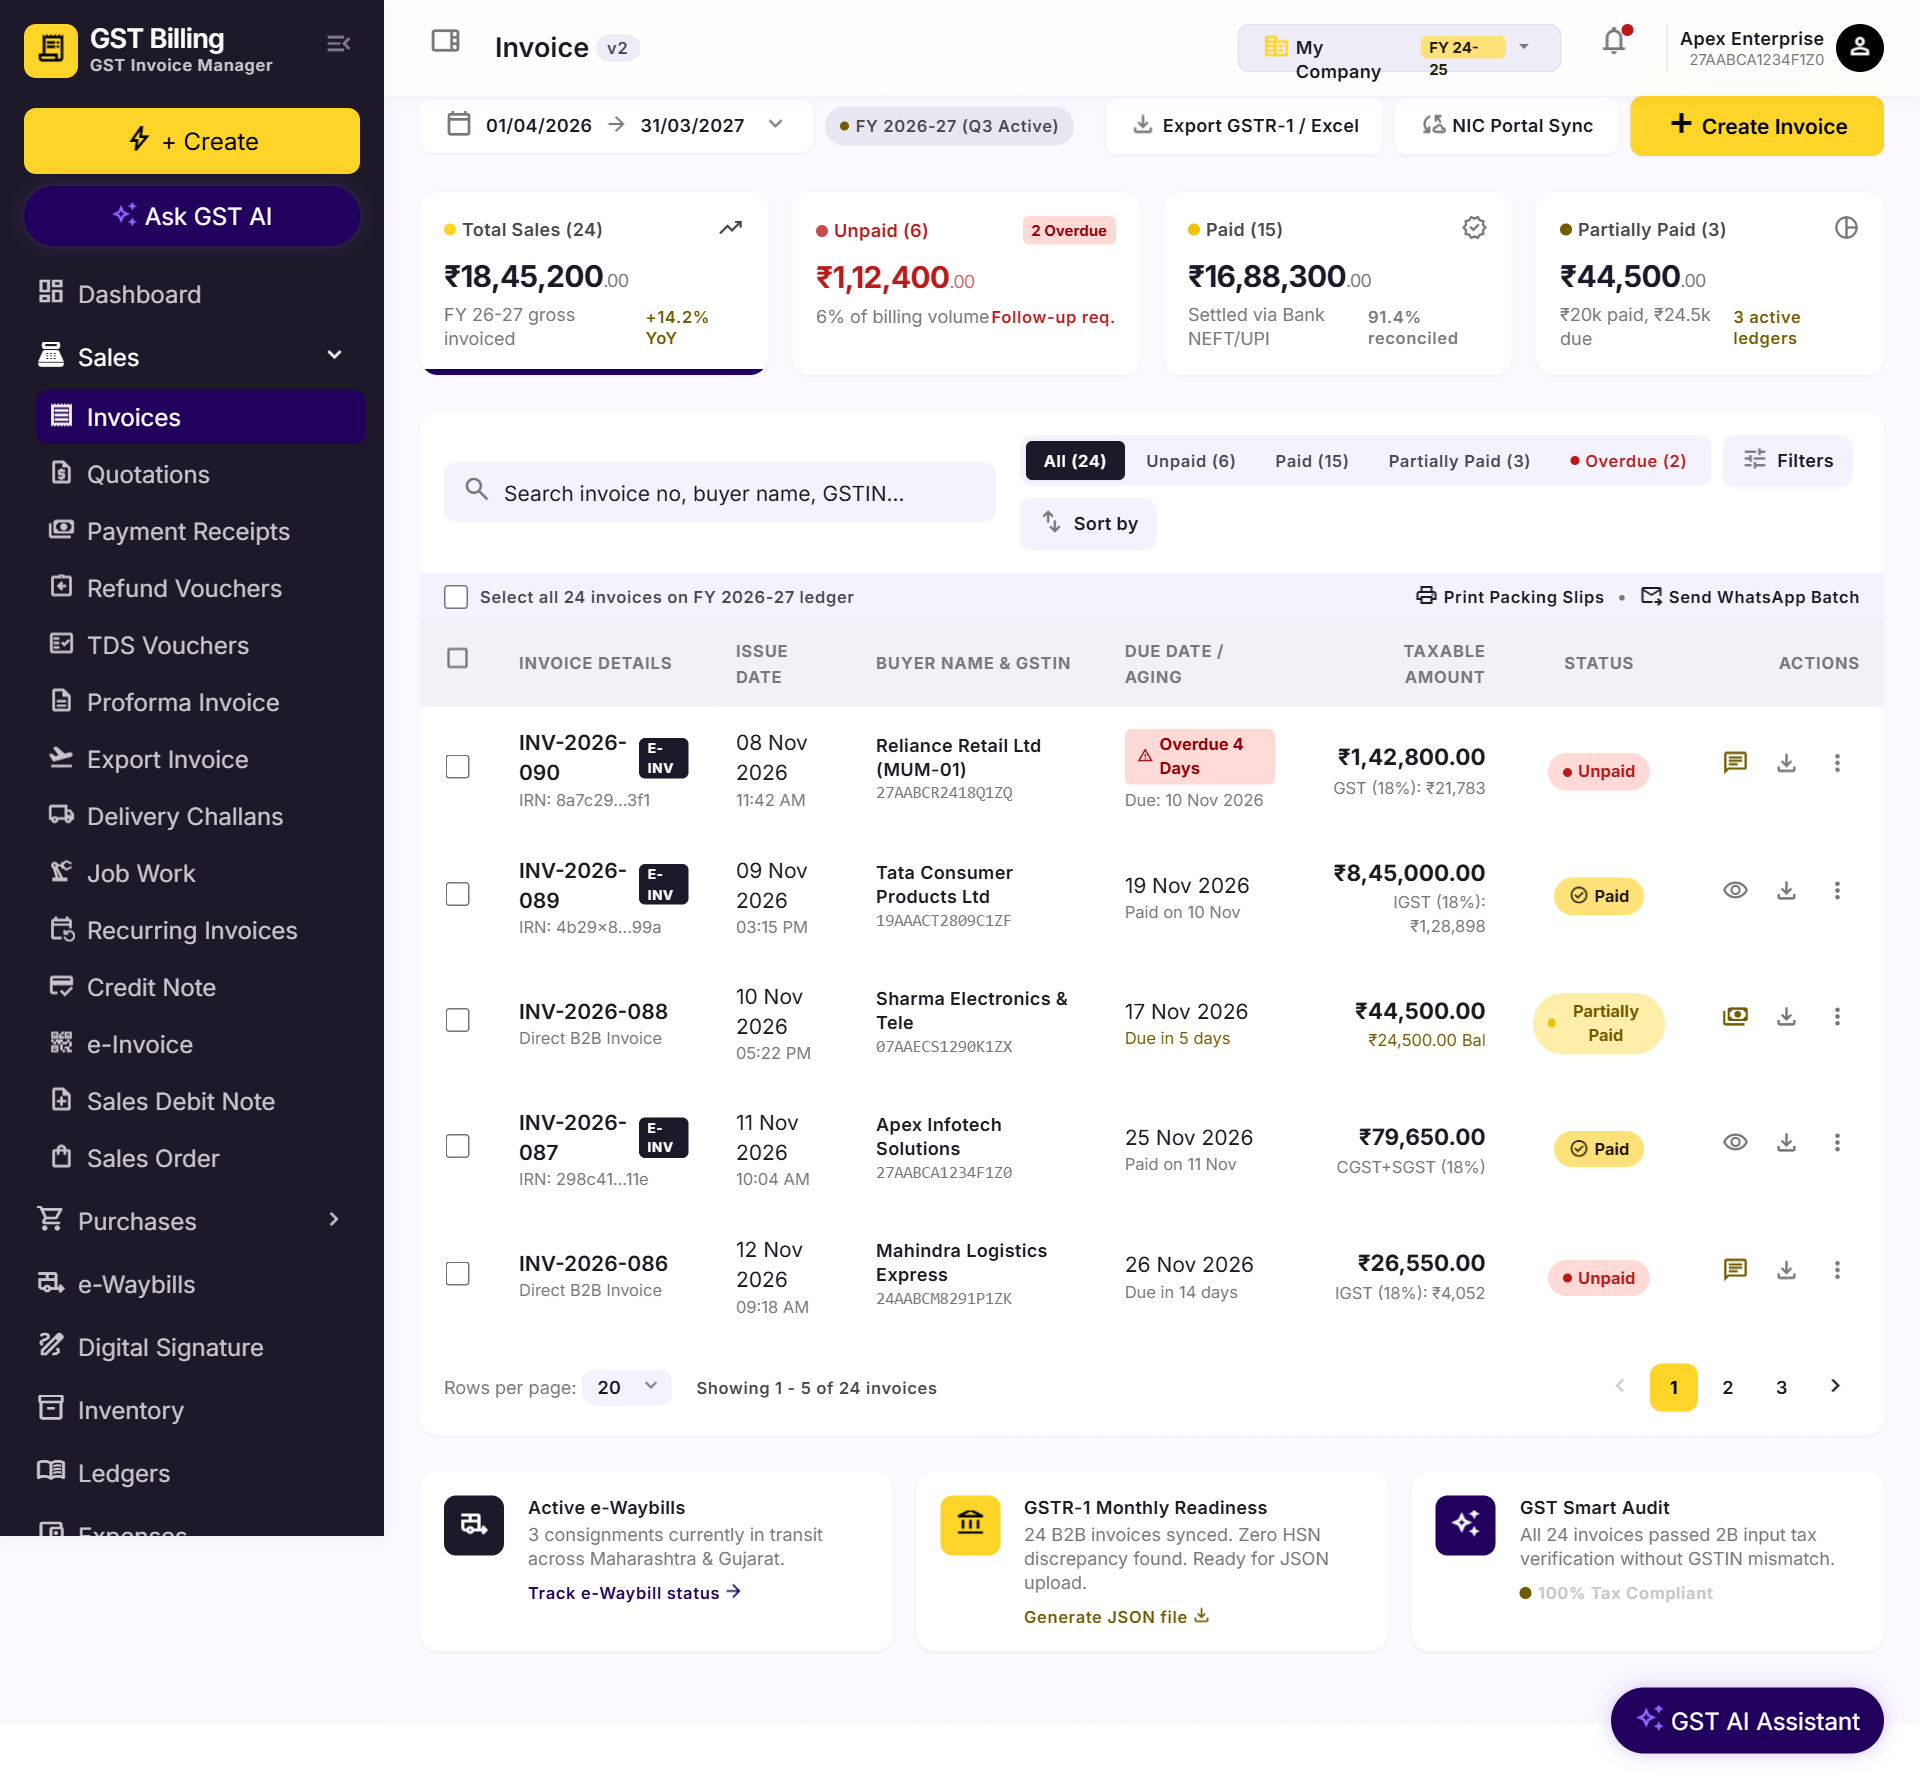 GST Billing
GST Invoice Manager
+ Create
Ask GST AI
Dashboard
Sales
Invoices
Quotations
Payment Receipts
Refund Vouchers
TDS Vouchers
Proforma Invoice
Export Invoice
Delivery Challans
Job Work
Recurring Invoices
Credit Note
e-Invoice
Sales Debit Note
Sales Order
Purchases
e-Waybills
Digital Signature
Inventory
Ledgers
Expenses
Invoice v2
My
Company
FY 24-
25
Apex Enterprise
27AABCA1234F1Z0
01/04/2026 → 31/03/2027
FY 2026-27 (Q3 Active)
Export GSTR-1 / Excel
NIC Portal Sync
+ Create Invoice
Total Sales (24)
₹18,45,200.00
FY 26-27 gross
invoiced
+14.2%
YoY
Unpaid (6)
2 Overdue
₹1,12,400.00
6% of billing volume Follow-up req.
Paid (15)
₹16,88,300.00
Settled via Bank
NEFT/UPI
91.4%
reconciled
Partially Paid (3)
₹44,500.00
₹20k paid, ₹24.5k
due
3 active
ledgers
Search invoice no, buyer name, GSTIN...
All (24)
Unpaid (6)
Paid (15)
Partially Paid (3)
Overdue (2)
Filters
Sort by
Select all 24 invoices on FY 2026-27 ledger
Print Packing Slips • Send WhatsApp Batch
INVOICE DETAILS
ISSUE
DATE
BUYER NAME & GSTIN
DUE DATE /
AGING
TAXABLE
AMOUNT
STATUS
ACTIONS
INV-2026-
090
E-
INV
IRN: 8a7c29...3f1
08 Nov
2026
11:42 AM
Reliance Retail Ltd
(MUM-01)
27AABCR2418Q1ZQ
Overdue 4
Days
Due: 10 Nov 2026
₹1,42,800.00
GST (18%): ₹21,783
Unpaid
INV-2026-
089
E-
INV
IRN: 4b29x8...99a
09 Nov
2026
03:15 PM
Tata Consumer
Products Ltd
19AAACT2809C1ZF
19 Nov 2026
Paid on 10 Nov
₹8,45,000.00
IGST (18%):
₹1,28,898
Paid
INV-2026-088
Direct B2B Invoice
10 Nov
2026
05:22 PM
Sharma Electronics &
Tele
07AAECS1290K1ZX
17 Nov 2026
Due in 5 days
₹44,500.00
₹24,500.00 Bal
Partially
Paid
INV-2026-
087
E-
INV
IRN: 298c41...11e
11 Nov
2026
10:04 AM
Apex Infotech
Solutions
27AABCA1234F1Z0
25 Nov 2026
Paid on 11 Nov
₹79,650.00
CGST+SGST (18%)
Paid
INV-2026-086
Direct B2B Invoice
12 Nov
2026
09:18 AM
Mahindra Logistics
Express
24AABCM8291P1ZK
26 Nov 2026
Due in 14 days
₹26,550.00
IGST (18%): ₹4,052
Unpaid
Rows per page: 20
Showing 1 - 5 of 24 invoices
1 2 3
Active e-Waybills
3 consignments currently in transit
across Maharashtra & Gujarat.
Track e-Waybill status →
GSTR-1 Monthly Readiness
24 B2B invoices synced. Zero HSN
discrepancy found. Ready for JSON
upload.
Generate JSON file
GST Smart Audit
All 24 invoices passed 2B input tax
verification without GSTIN mismatch.
100% Tax Compliant
GST AI Assistant